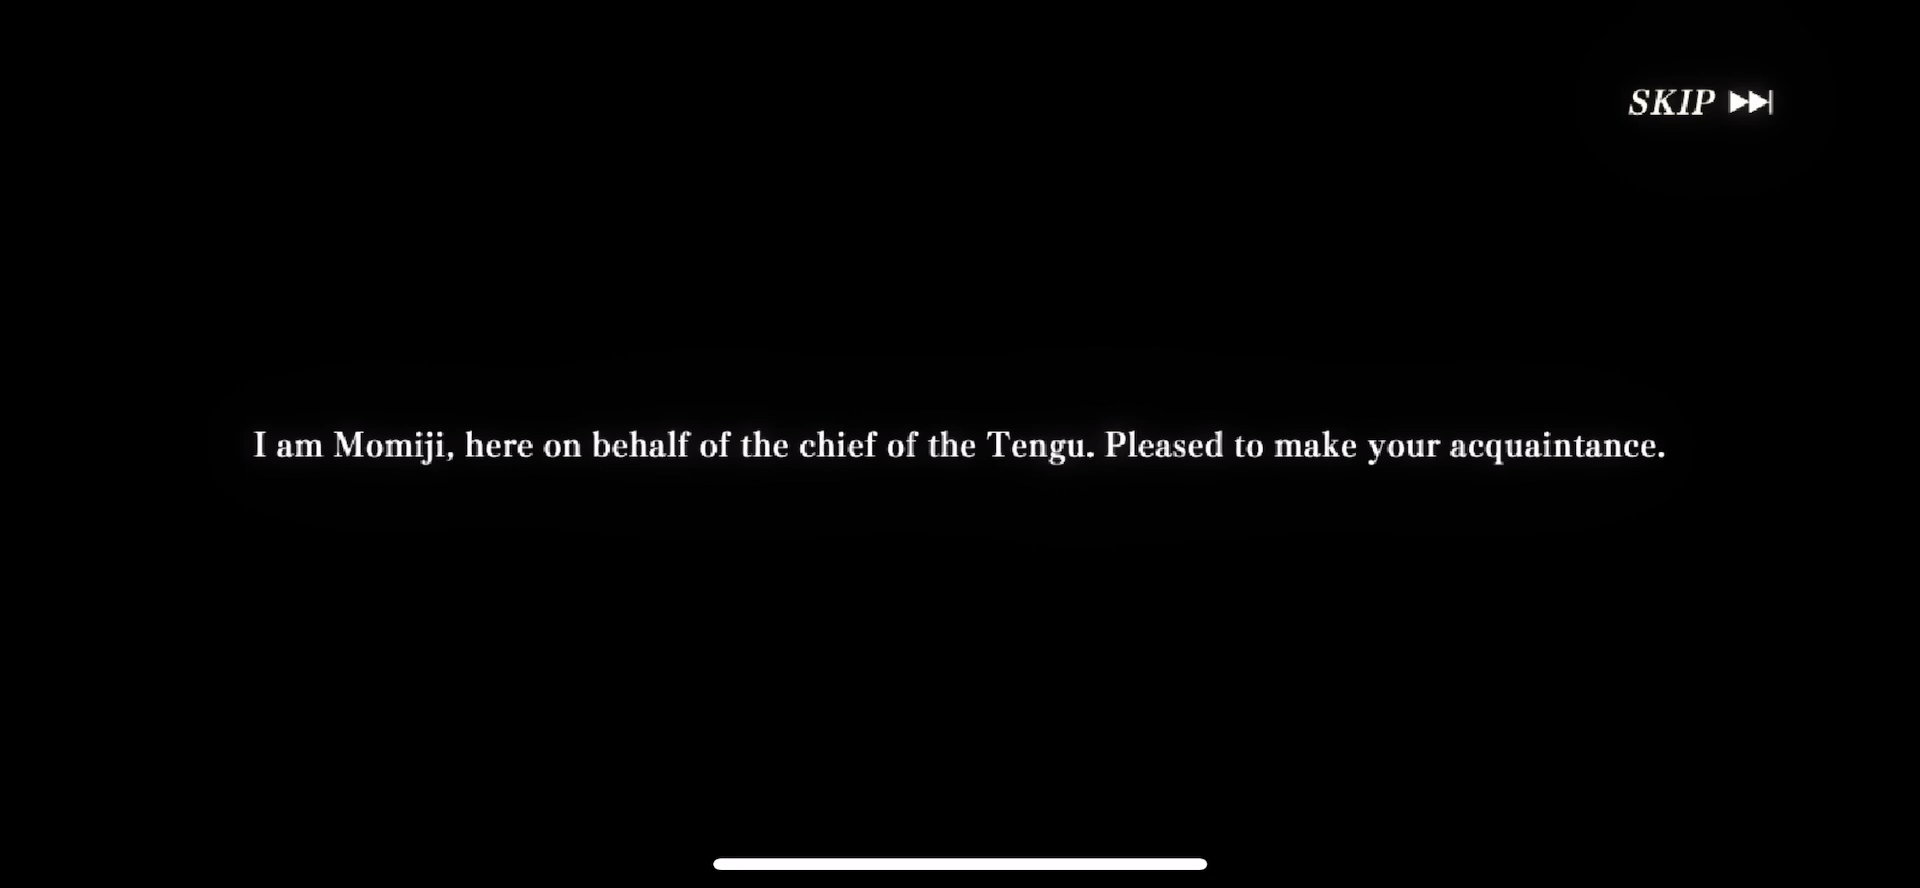 SKIP
I am Momiji, here on behalf of the chief of the Tengu. Pleased to make your acquaintance.